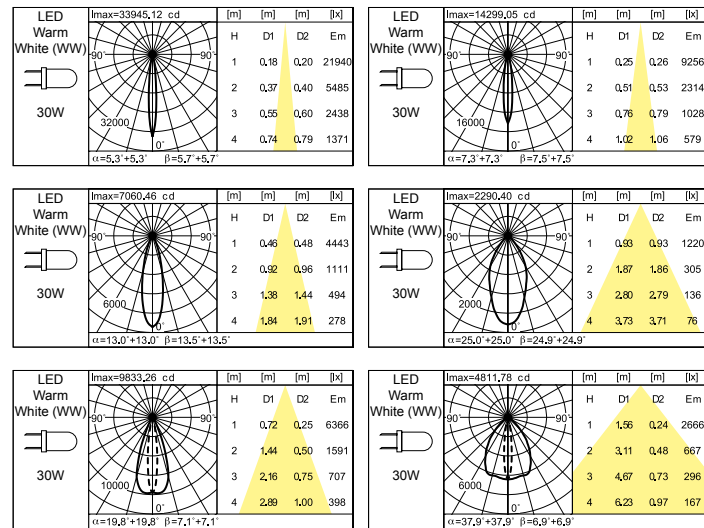 LED
Warm
White (WW)
30W
Imax=33945.12 cd
90°
90°
32000
0°
α=5.3°+5.3° β=5.7°+5.7°
[m] [m] [m] [lx]
H D1 D2 Em
1 0.18 0.20 21940
2 0.37 0.40 5485
3 0.55 0.60 2438
4 0.74 0.79 1371
LED
Warm
White (WW)
30W
Imax=14299.05 cd
90°
90°
16000
0°
α=7.3°+7.3° β=7.5°+7.5°
[m] [m] [m] [lx]
H D1 D2 Em
1 0.25 0.26 9256
2 0.51 0.53 2314
3 0.76 0.79 1028
4 1.02 1.06 579
LED
Warm
White (WW)
30W
Imax=7060.46 cd
90°
90°
6000
0°
α=13.0°+13.0° β=13.5°+13.5°
[m] [m] [m] [lx]
H D1 D2 Em
1 0.46 0.48 4443
2 0.92 0.96 1111
3 1.38 1.44 494
4 1.84 1.91 278
LED
Warm
White (WW)
30W
Imax=2290.40 cd
90°
90°
2000
0°
α=25.0°+25.0° β=24.9°+24.9°
[m] [m] [m] [lx]
H D1 D2 Em
1 0.93 0.93 1220
2 1.87 1.86 305
3 2.80 2.79 136
4 3.73 3.71 76
LED
Warm
White (WW)
30W
Imax=9833.26 cd
90°
90°
10000
0°
α=19.8°+19.8° β=7.1°+7.1°
[m] [m] [m] [lx]
H D1 D2 Em
1 0.72 0.25 6366
2 1.44 0.50 1591
3 2.16 0.75 707
4 2.89 1.00 398
LED
Warm
White (WW)
30W
Imax=4811.78 cd
90°
90°
6000
0°
α=37.9°+37.9° β=6.9°+6.9°
[m] [m] [m] [lx]
H D1 D2 Em
1 1.56 0.24 2666
2 3.11 0.48 667
3 4.67 0.73 296
4 6.23 0.97 167